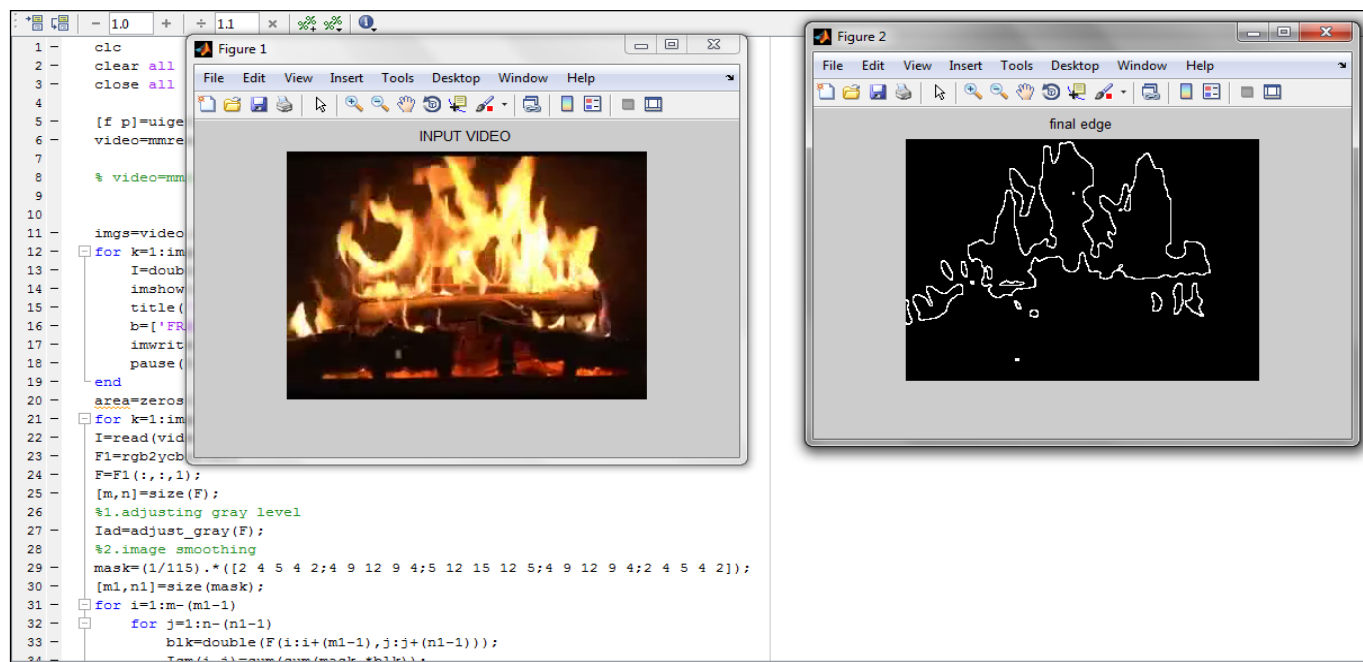 1.0
1.1
1 clc
2 clear all
3 close all
4
5 [f p]=uige
6 video=mmre
7
8 % video=mm
9
10
11 imgs=video
12 for k=1:im
13 I=doub
14 imshow
15 title(
16 b=['FR
17 imwrit
18 pause(
19 end
20 area=zeros
21 for k=1:im
22 I=read(vid
23 F1=rgb2ycb
24 F=F1(:,:,1);
25 [m,n]=size(F);
26 %1.adjusting gray level
27 Iad=adjust_gray(F);
28 %2.image smoothing
29 mask=(1/115).*([2 4 5 4 2;4 9 12 9 4;5 12 15 12 5;4 9 12 9 4;2 4 5 4 2]);
30 [m1,n1]=size(mask);
31 for i=1:m-(m1-1)
32 for j=1:n-(n1-1)
33 blk=double(F(i:i+(m1-1),j:j+(n1-1)));
Figure 1
File Edit View Insert Tools Desktop Window Help
INPUT VIDEO
Figure 2
File Edit View Insert Tools Desktop Window Help
final edge